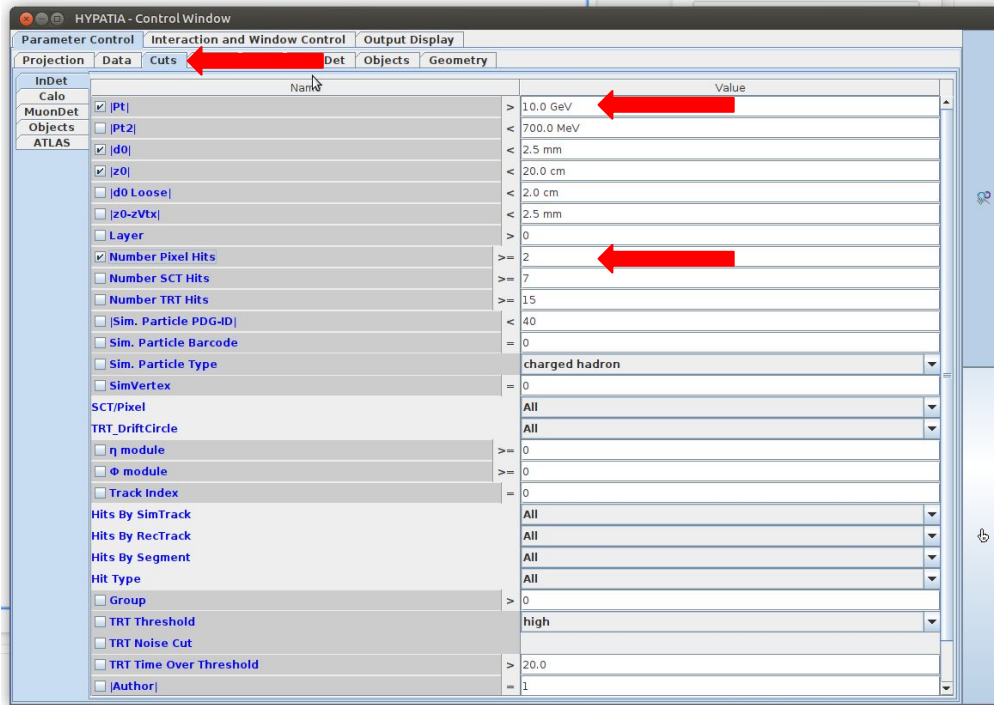 HYPATIA - Control Window
Parameter Control Interaction and Window Control Output Display
Projection Data Cuts Det Objects Geometry
InDet
Calo
MuonDet
Objects
ATLAS
Name Value
|Pt| > 10.0 GeV
|Pt2| < 700.0 MeV
|d0| < 2.5 mm
|z0| < 20.0 cm
|d0 Loose| < 2.0 cm
|z0-zVtx| < 2.5 mm
Layer > 0
Number Pixel Hits >= 2
Number SCT Hits >= 7
Number TRT Hits >= 15
|Sim. Particle PDG-ID| < 40
Sim. Particle Barcode = 0
Sim. Particle Type charged hadron
SimVertex = 0
SCT/Pixel All
TRT_DriftCircle All
η module >= 0
Φ module >= 0
Track Index = 0
Hits By SimTrack All
Hits By RecTrack All
Hits By Segment All
Hit Type All
Group > 0
TRT Threshold high
TRT Noise Cut
TRT Time Over Threshold > 20.0
|Author| = 1